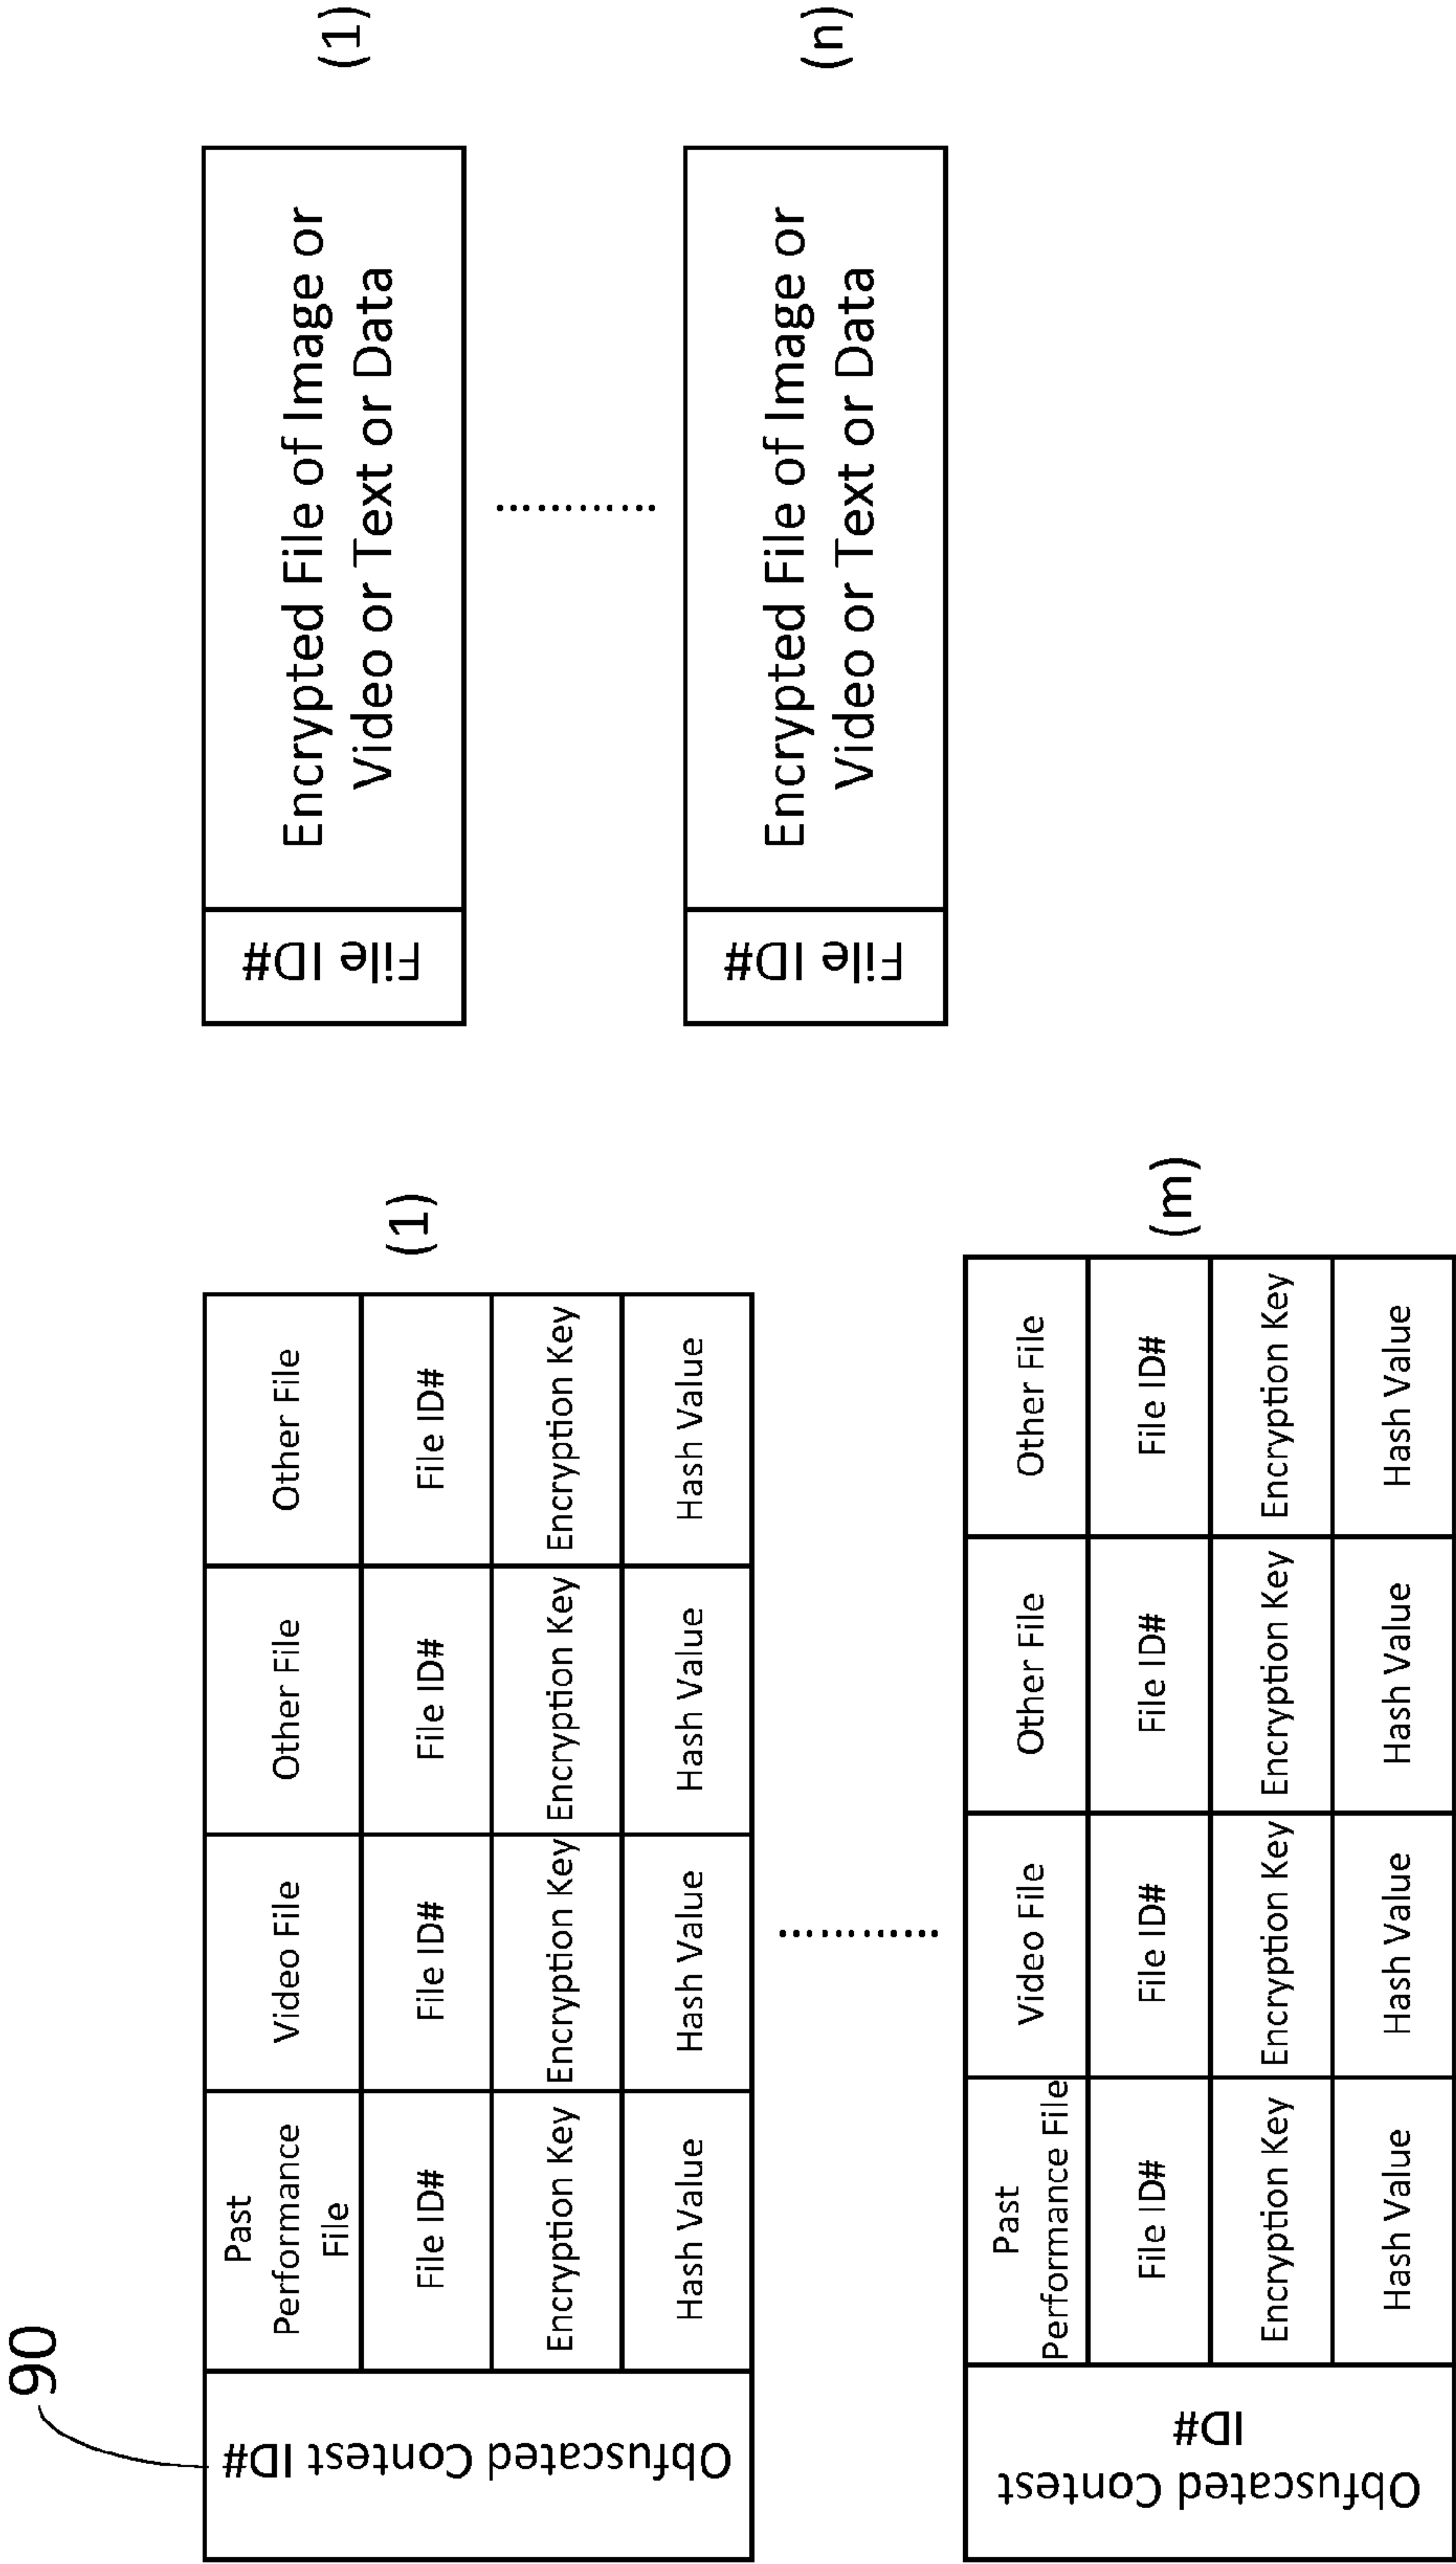 90
Obfuscated Contest ID#
Past
Performance
File
Video File
Other File
Other File
File ID#
File ID#
File ID#
File ID#
Encryption Key
Encryption Key
Encryption Key
Encryption Key
Hash Value
Hash Value
Hash Value
Hash Value
(1)
Obfuscated Contest
ID#
Past
Performance File
Video File
Other File
Other File
File ID#
File ID#
File ID#
File ID#
Encryption Key
Encryption Key
Encryption Key
Encryption Key
Hash Value
Hash Value
Hash Value
Hash Value
(m)
File ID#
Encrypted File of Image or
Video or Text or Data
(1)
File ID#
Encrypted File of Image or
Video or Text or Data
(n)